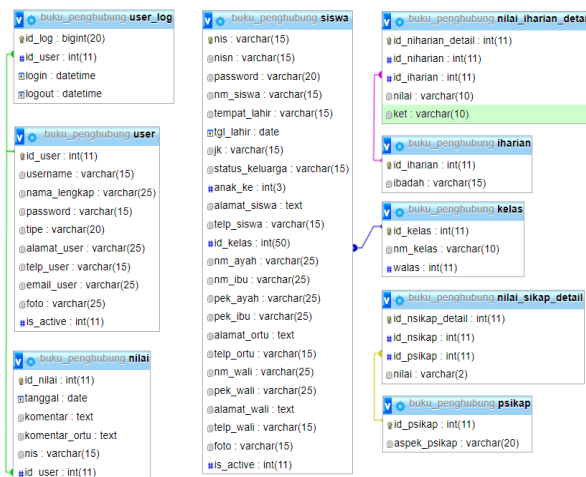 buku_penghubung user_log
id_log : bigint(20)
id_user : int(11)
login : datetime
logout : datetime
buku_penghubung user
id_user : int(11)
username : varchar(15)
nama_lengkap : varchar(25)
password : varchar(15)
tipe : varchar(20)
alamat_user : varchar(25)
telp_user : varchar(15)
email_user : varchar(25)
foto : varchar(25)
is_active : int(11)
buku_penghubung nilai
id_nilai : int(11)
tanggal : date
komentar : text
komentar_ortu : text
nis : varchar(15)
id_user : int(11)
buku_penghubung siswa
nis : varchar(15)
nisn : varchar(15)
password : varchar(20)
nm_siswa : varchar(15)
tempat_lahir : varchar(15)
tgl_lahir : date
jk : varchar(15)
status_keluarga : varchar(15)
anak_ke : int(3)
alamat_siswa : text
telp_siswa : varchar(15)
id_kelas : int(50)
nm_ayah : varchar(25)
nm_ibu : varchar(25)
pek_ayah : varchar(25)
pek_ibu : varchar(25)
alamat_ortu : text
telp_ortu : varchar(15)
nm_wali : varchar(25)
pek_wali : varchar(25)
alamat_wali : text
telp_wali : varchar(15)
foto : varchar(15)
is_active : int(11)
buku_penghubung nilai_iharian_detai
id_niharian_detail : int(11)
id_niharian : int(11)
id_iharian : int(11)
nilai : varchar(10)
ket : varchar(10)
buku_penghubung iharian
id_iharian : int(11)
ibadah : varchar(15)
buku_penghubung kelas
id_kelas : int(11)
nm_kelas : varchar(10)
walas : int(11)
buku_penghubung nilai_sikap_detail
id_nsikap_detail : int(11)
id_nsikap : int(11)
id_psikap : int(11)
nilai : varchar(2)
buku_penghubung psikap
id_psikap : int(11)
aspek_psikap : varchar(20)